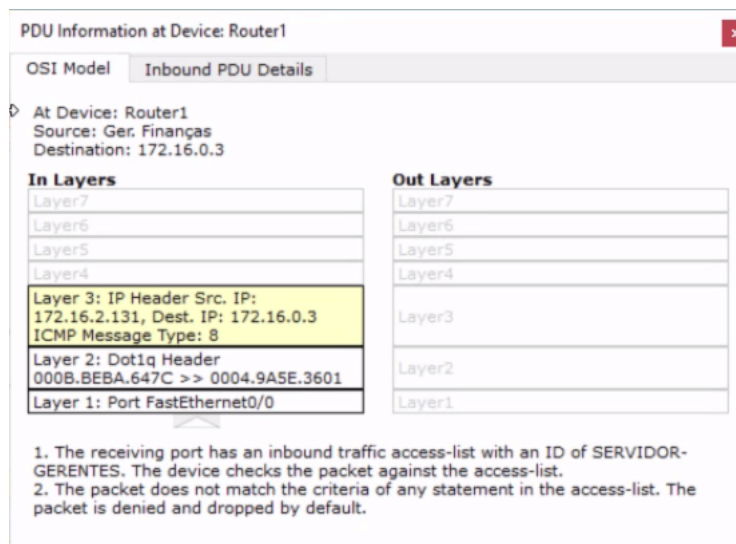 PDU Information at Device: Router1
OSI Model
Inbound PDU Details
At Device: Router1
Source: Ger. Finanças
Destination: 172.16.0.3
In Layers
Layer7
Layer6
Layer5
Layer4
Layer 3: IP Header Src. IP:
172.16.2.131, Dest. IP: 172.16.0.3
ICMP Message Type: 8
Layer 2: Dot1q Header
000B.BEBA.647C >> 0004.9A5E.3601
Layer 1: Port FastEthernet0/0
Out Layers
Layer7
Layer6
Layer5
Layer4
Layer3
Layer2
Layer1
1. The receiving port has an inbound traffic access-list with an ID of SERVIDOR-
GERENTES. The device checks the packet against the access-list.
2. The packet does not match the criteria of any statement in the access-list. The
packet is denied and dropped by default.